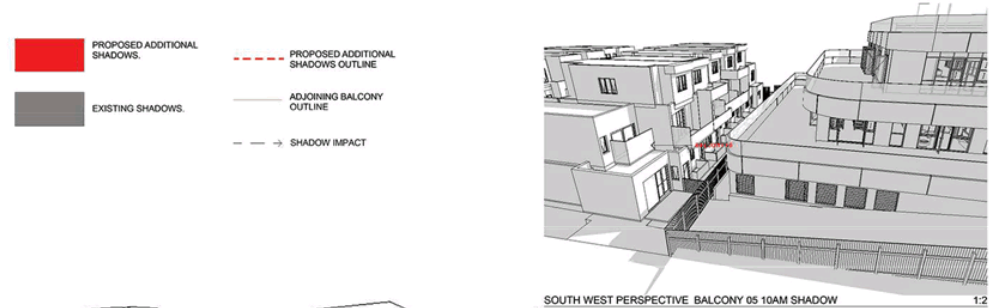 PROPOSED ADDITIONAL
SHADOWS.
EXISTING SHADOWS.
PROPOSED ADDITIONAL
SHADOWS OUTLINE
ADJOINING BALCONY
OUTLINE
SHADOW IMPACT
SOUTH WEST PERSPECTIVE BALCONY 05 10AM SHADOW
1:2